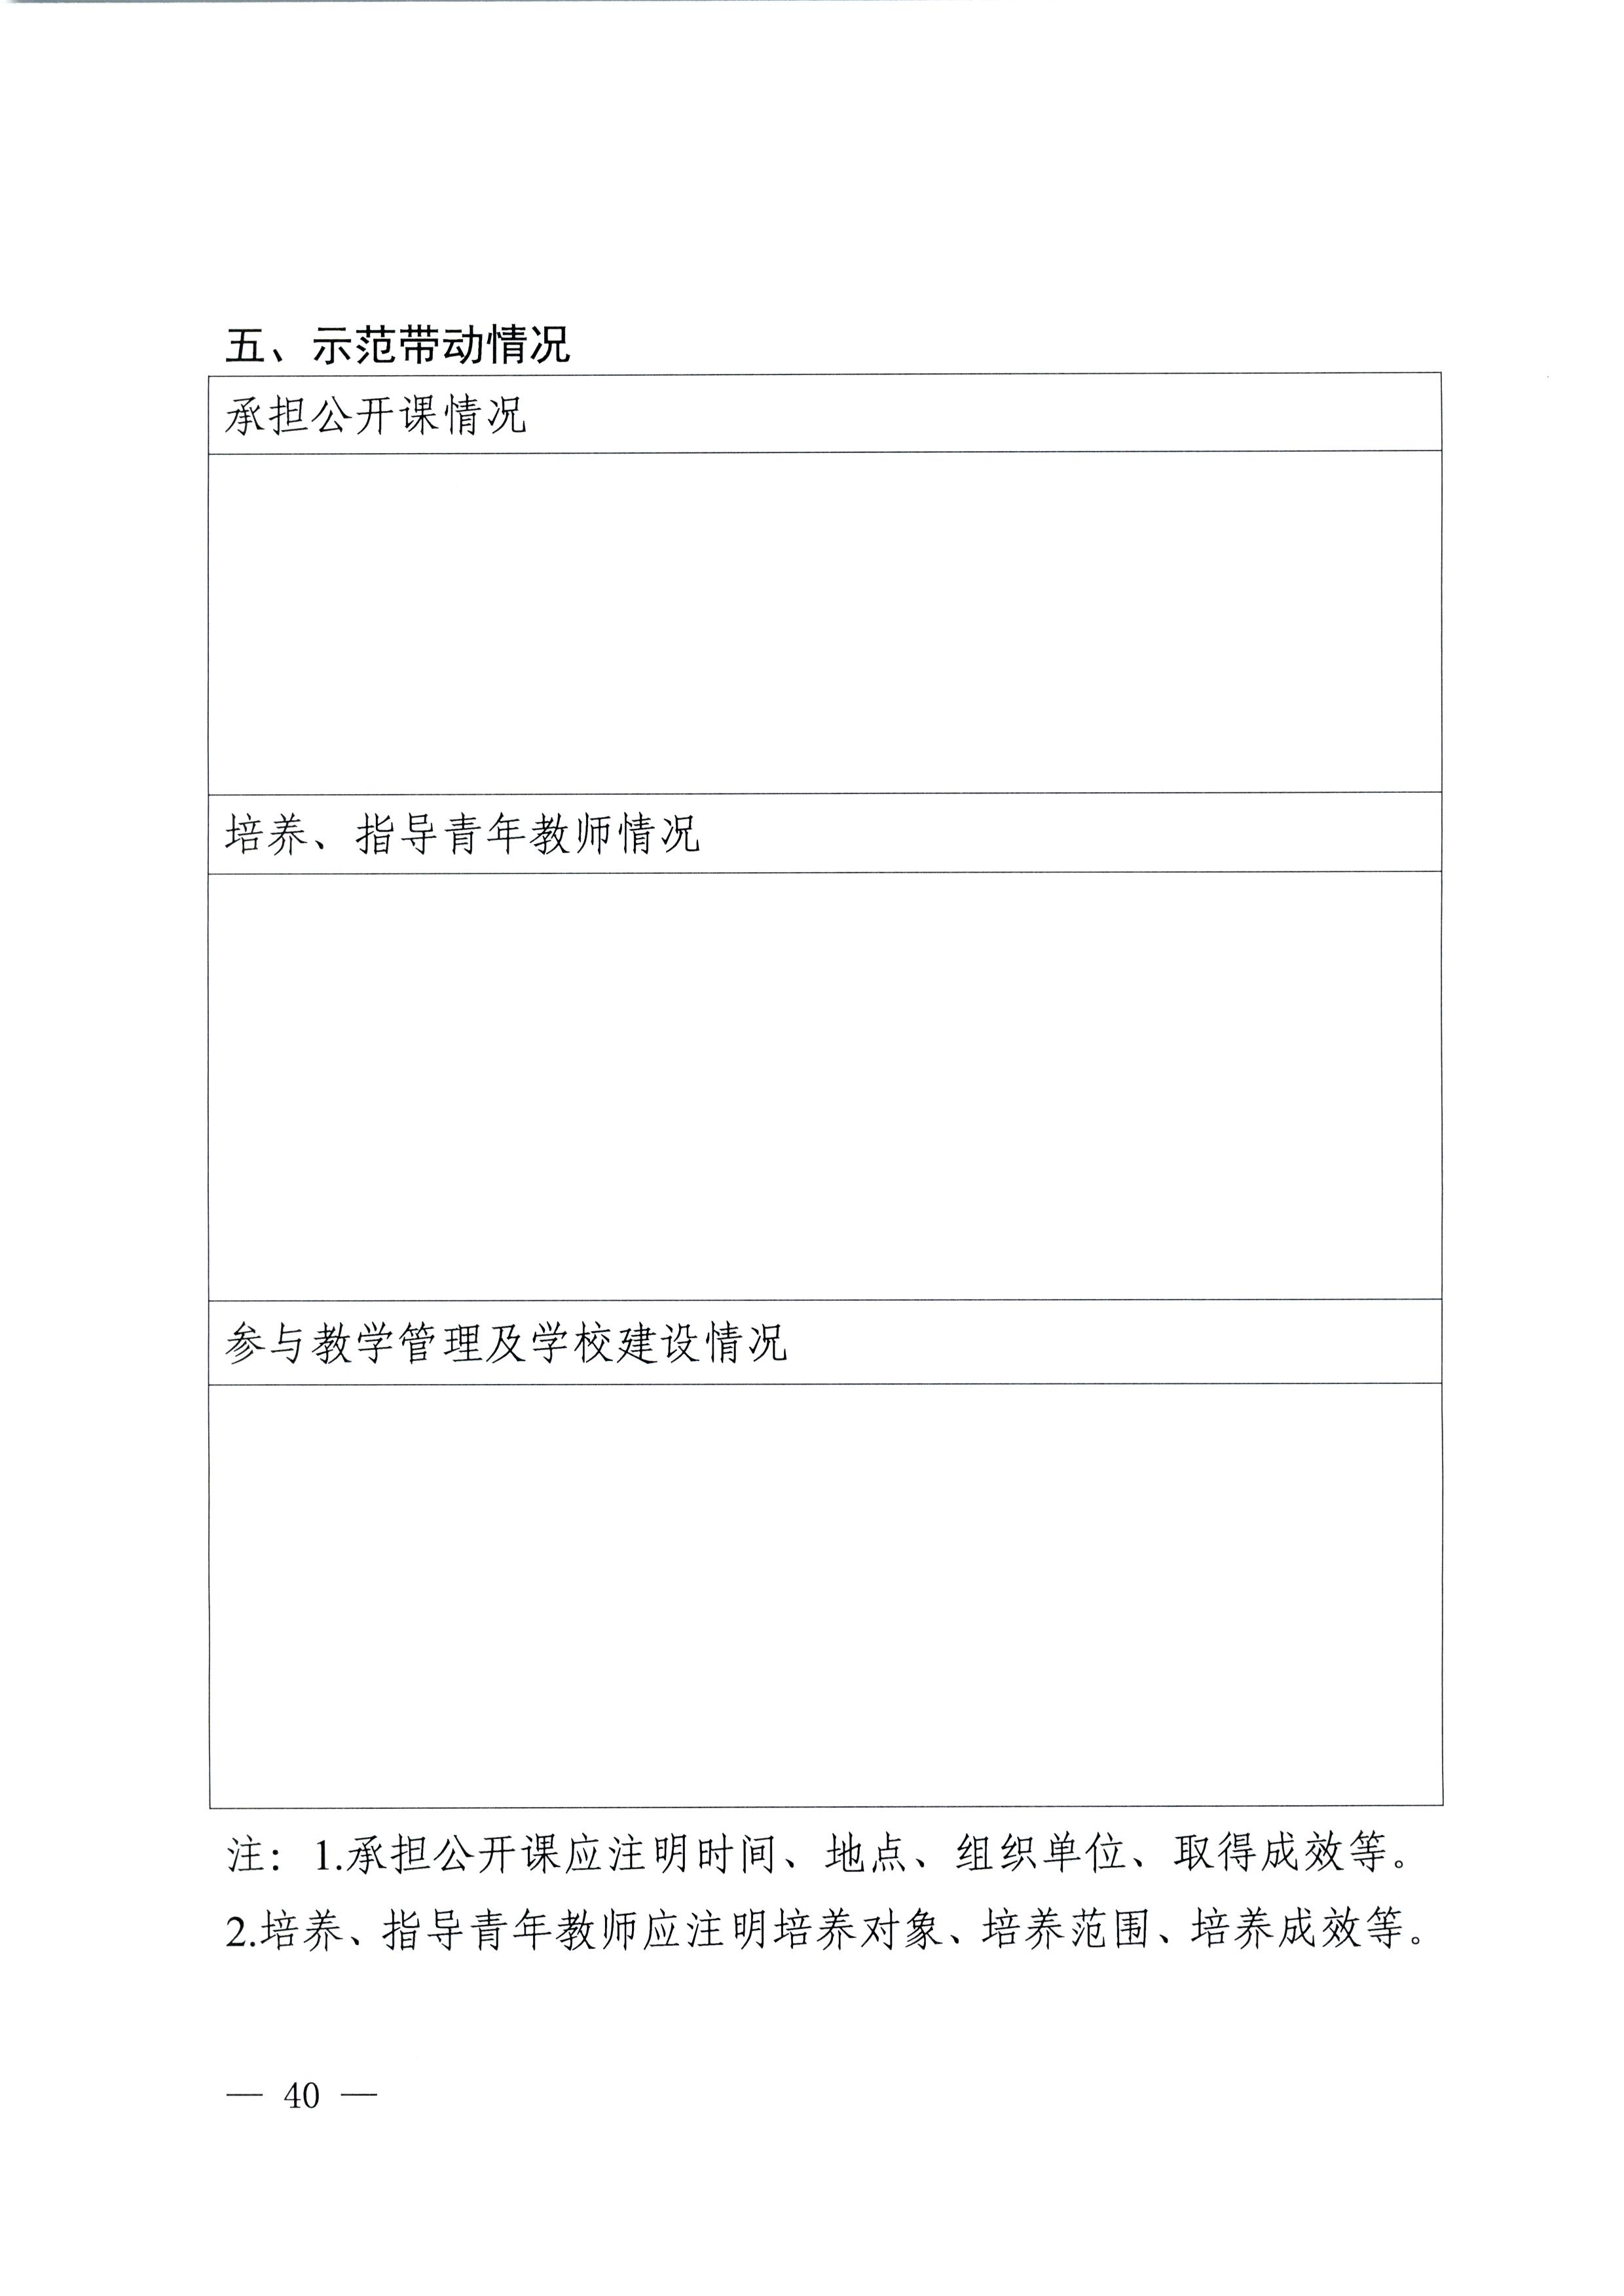 五、示范带动情况
承担公开课情况
培养、指导青年教师情况
参与教学管理及学校建设情况
注：1.承担公开课应注明时间、地点、组织单位、取得成效等。
2.培养、指导青年教师应注明培养对象、培养范围、培养成效等。
— 40 —